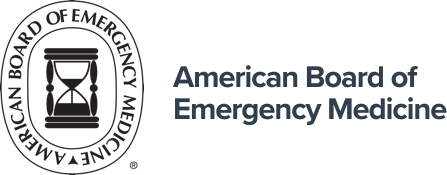 AMERICAN BOARD OF EMERGENCY MEDICINE
®
American Board of
Emergency Medicine